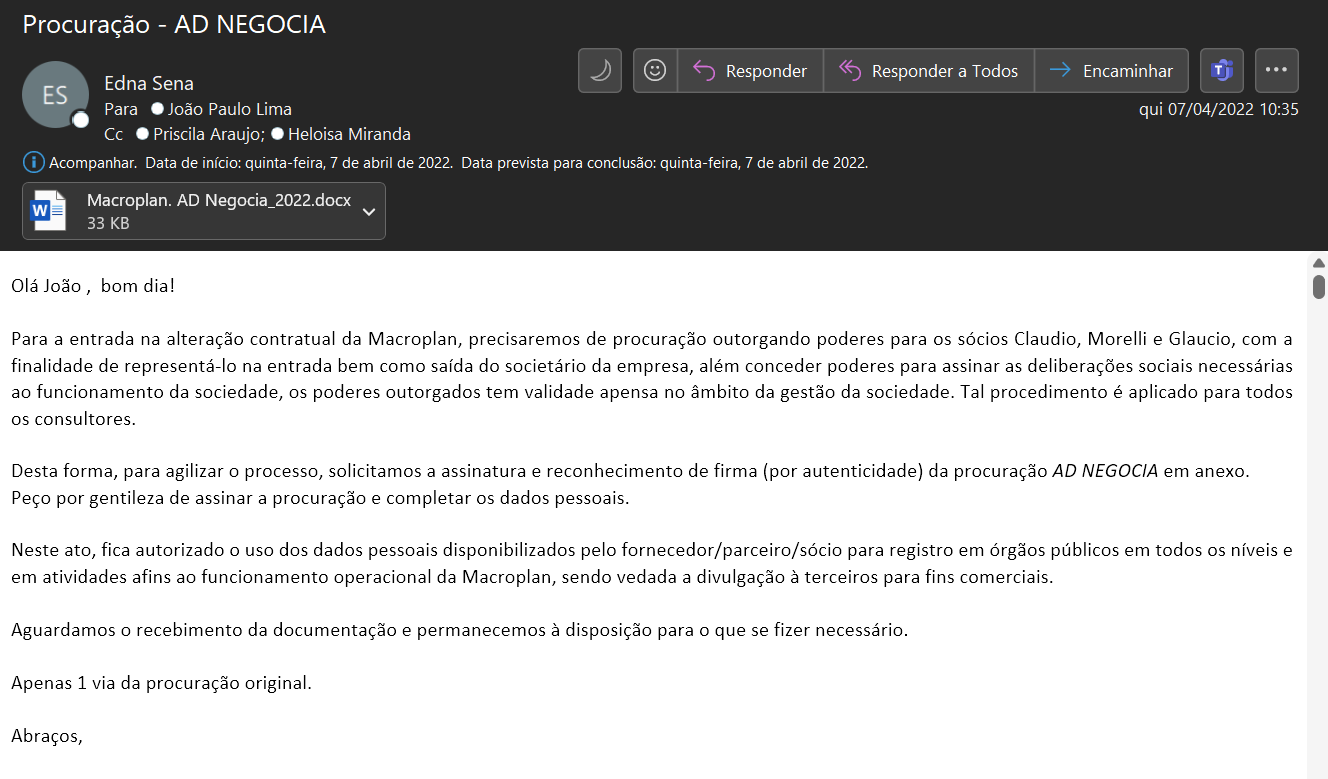 Procuração - AD NEGOCIA
ES
Edna Sena
Para João Paulo Lima
Cc Priscila Araujo; Heloisa Miranda
Responder
Responder a Todos
Encaminhar
qui 07/04/2022 10:35
Acompanhar. Data de início: quinta-feira, 7 de abril de 2022. Data prevista para conclusão: quinta-feira, 7 de abril de 2022.
Macroplan. AD Negocia_2022.docx
33 KB
Olá João , bom dia!
Para a entrada na alteração contratual da Macroplan, precisaremos de procuração outorgando poderes para os sócios Claudio, Morelli e Glaucio, com a
finalidade de representá-lo na entrada bem como saída do societário da empresa, além conceder poderes para assinar as deliberações sociais necessárias
ao funcionamento da sociedade, os poderes outorgados tem validade apensa no âmbito da gestão da sociedade. Tal procedimento é aplicado para todos
os consultores.
Desta forma, para agilizar o processo, solicitamos a assinatura e reconhecimento de firma (por autenticidade) da procuração AD NEGOCIA em anexo.
Peço por gentileza de assinar a procuração e completar os dados pessoais.
Neste ato, fica autorizado o uso dos dados pessoais disponibilizados pelo fornecedor/parceiro/sócio para registro em órgãos públicos em todos os níveis e
em atividades afins ao funcionamento operacional da Macroplan, sendo vedada a divulgação à terceiros para fins comerciais.
Aguardamos o recebimento da documentação e permanecemos à disposição para o que se fizer necessário.
Apenas 1 via da procuração original.
Abraços,